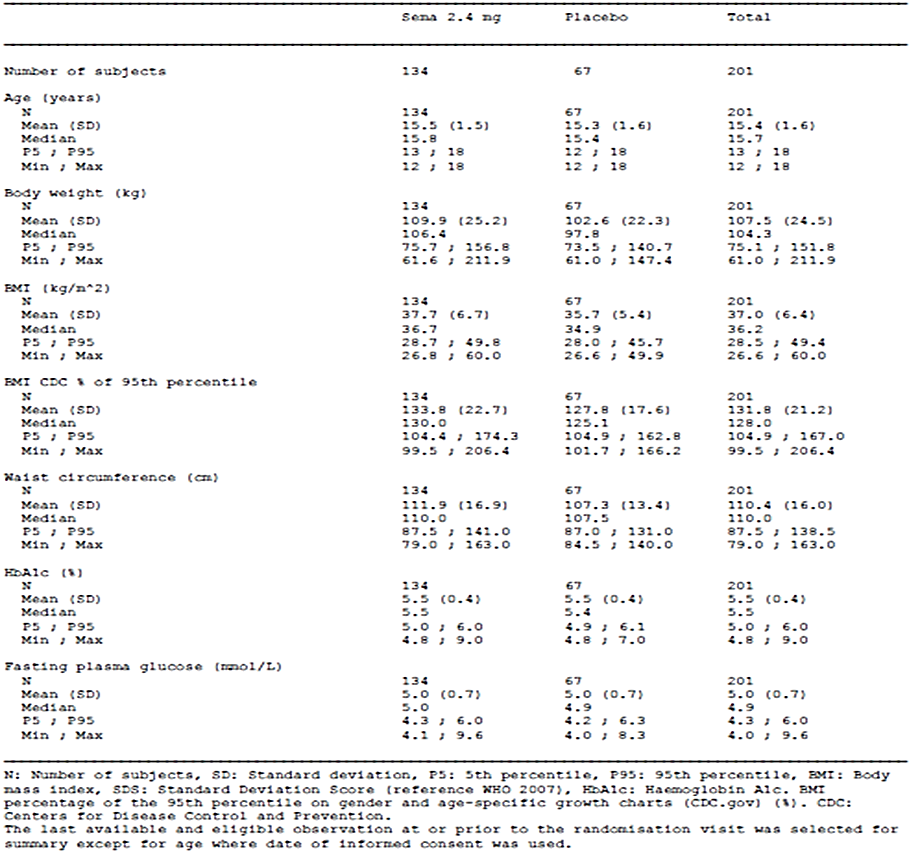 Sema 2.4 mg Placebo Total
Number of subjects 134 67 201
Age (years)
N 134 67 201
Mean (SD) 15.5 (1.5) 15.3 (1.6) 15.4 (1.6)
Median 15.8 15.4 15.7
P5 ; P95 13 ; 18 12 ; 18 13 ; 18
Min ; Max 12 ; 18 12 ; 18 12 ; 18
Body weight (kg)
N 134 67 201
Mean (SD) 109.9 (25.2) 102.6 (22.3) 107.5 (24.5)
Median 106.4 97.8 104.3
P5 ; P95 75.7 ; 156.8 73.5 ; 140.7 75.1 ; 151.8
Min ; Max 61.6 ; 211.9 61.0 ; 147.4 61.0 ; 211.9
BMI (kg/m^2)
N 134 67 201
Mean (SD) 37.7 (6.7) 35.7 (5.4) 37.0 (6.4)
Median 36.7 34.9 36.2
P5 ; P95 28.7 ; 49.8 28.0 ; 45.7 28.5 ; 49.4
Min ; Max 26.8 ; 60.0 26.6 ; 49.9 26.6 ; 60.0
BMI CDC % of 95th percentile
N 134 67 201
Mean (SD) 133.8 (22.7) 127.8 (17.6) 131.8 (21.2)
Median 130.0 125.1 128.0
P5 ; P95 104.4 ; 174.3 104.9 ; 162.8 104.9 ; 167.0
Min ; Max 99.5 ; 206.4 101.7 ; 166.2 99.5 ; 206.4
Waist circumference (cm)
N 134 67 201
Mean (SD) 111.9 (16.9) 107.3 (13.4) 110.4 (16.0)
Median 110.0 107.5 110.0
P5 ; P95 87.5 ; 141.0 87.0 ; 131.0 87.5 ; 138.5
Min ; Max 79.0 ; 163.0 84.5 ; 140.0 79.0 ; 163.0
HbA1c (%)
N 134 67 201
Mean (SD) 5.5 (0.4) 5.5 (0.4) 5.5 (0.4)
Median 5.5 5.4 5.5
P5 ; P95 5.0 ; 6.0 4.9 ; 6.1 5.0 ; 6.0
Min ; Max 4.8 ; 9.0 4.8 ; 7.0 4.8 ; 9.0
Fasting plasma glucose (mmol/L)
N 134 67 201
Mean (SD) 5.0 (0.7) 5.0 (0.7) 5.0 (0.7)
Median 5.0 4.9 4.9
P5 ; P95 4.3 ; 6.0 4.2 ; 6.3 4.3 ; 6.0
Min ; Max 4.1 ; 9.6 4.0 ; 8.3 4.0 ; 9.6
N: Number of subjects, SD: Standard deviation, P5: 5th percentile, P95: 95th percentile, BMI: Body
mass index, SDS: Standard Deviation Score (reference WHO 2007), HbA1c: Haemoglobin A1c. BMI
percentage of the 95th percentile on gender and age-specific growth charts (CDC.gov) (%). CDC:
Centers for Disease Control and Prevention.
The last available and eligible observation at or prior to the randomisation visit was selected for
summary except for age where date of informed consent was used.